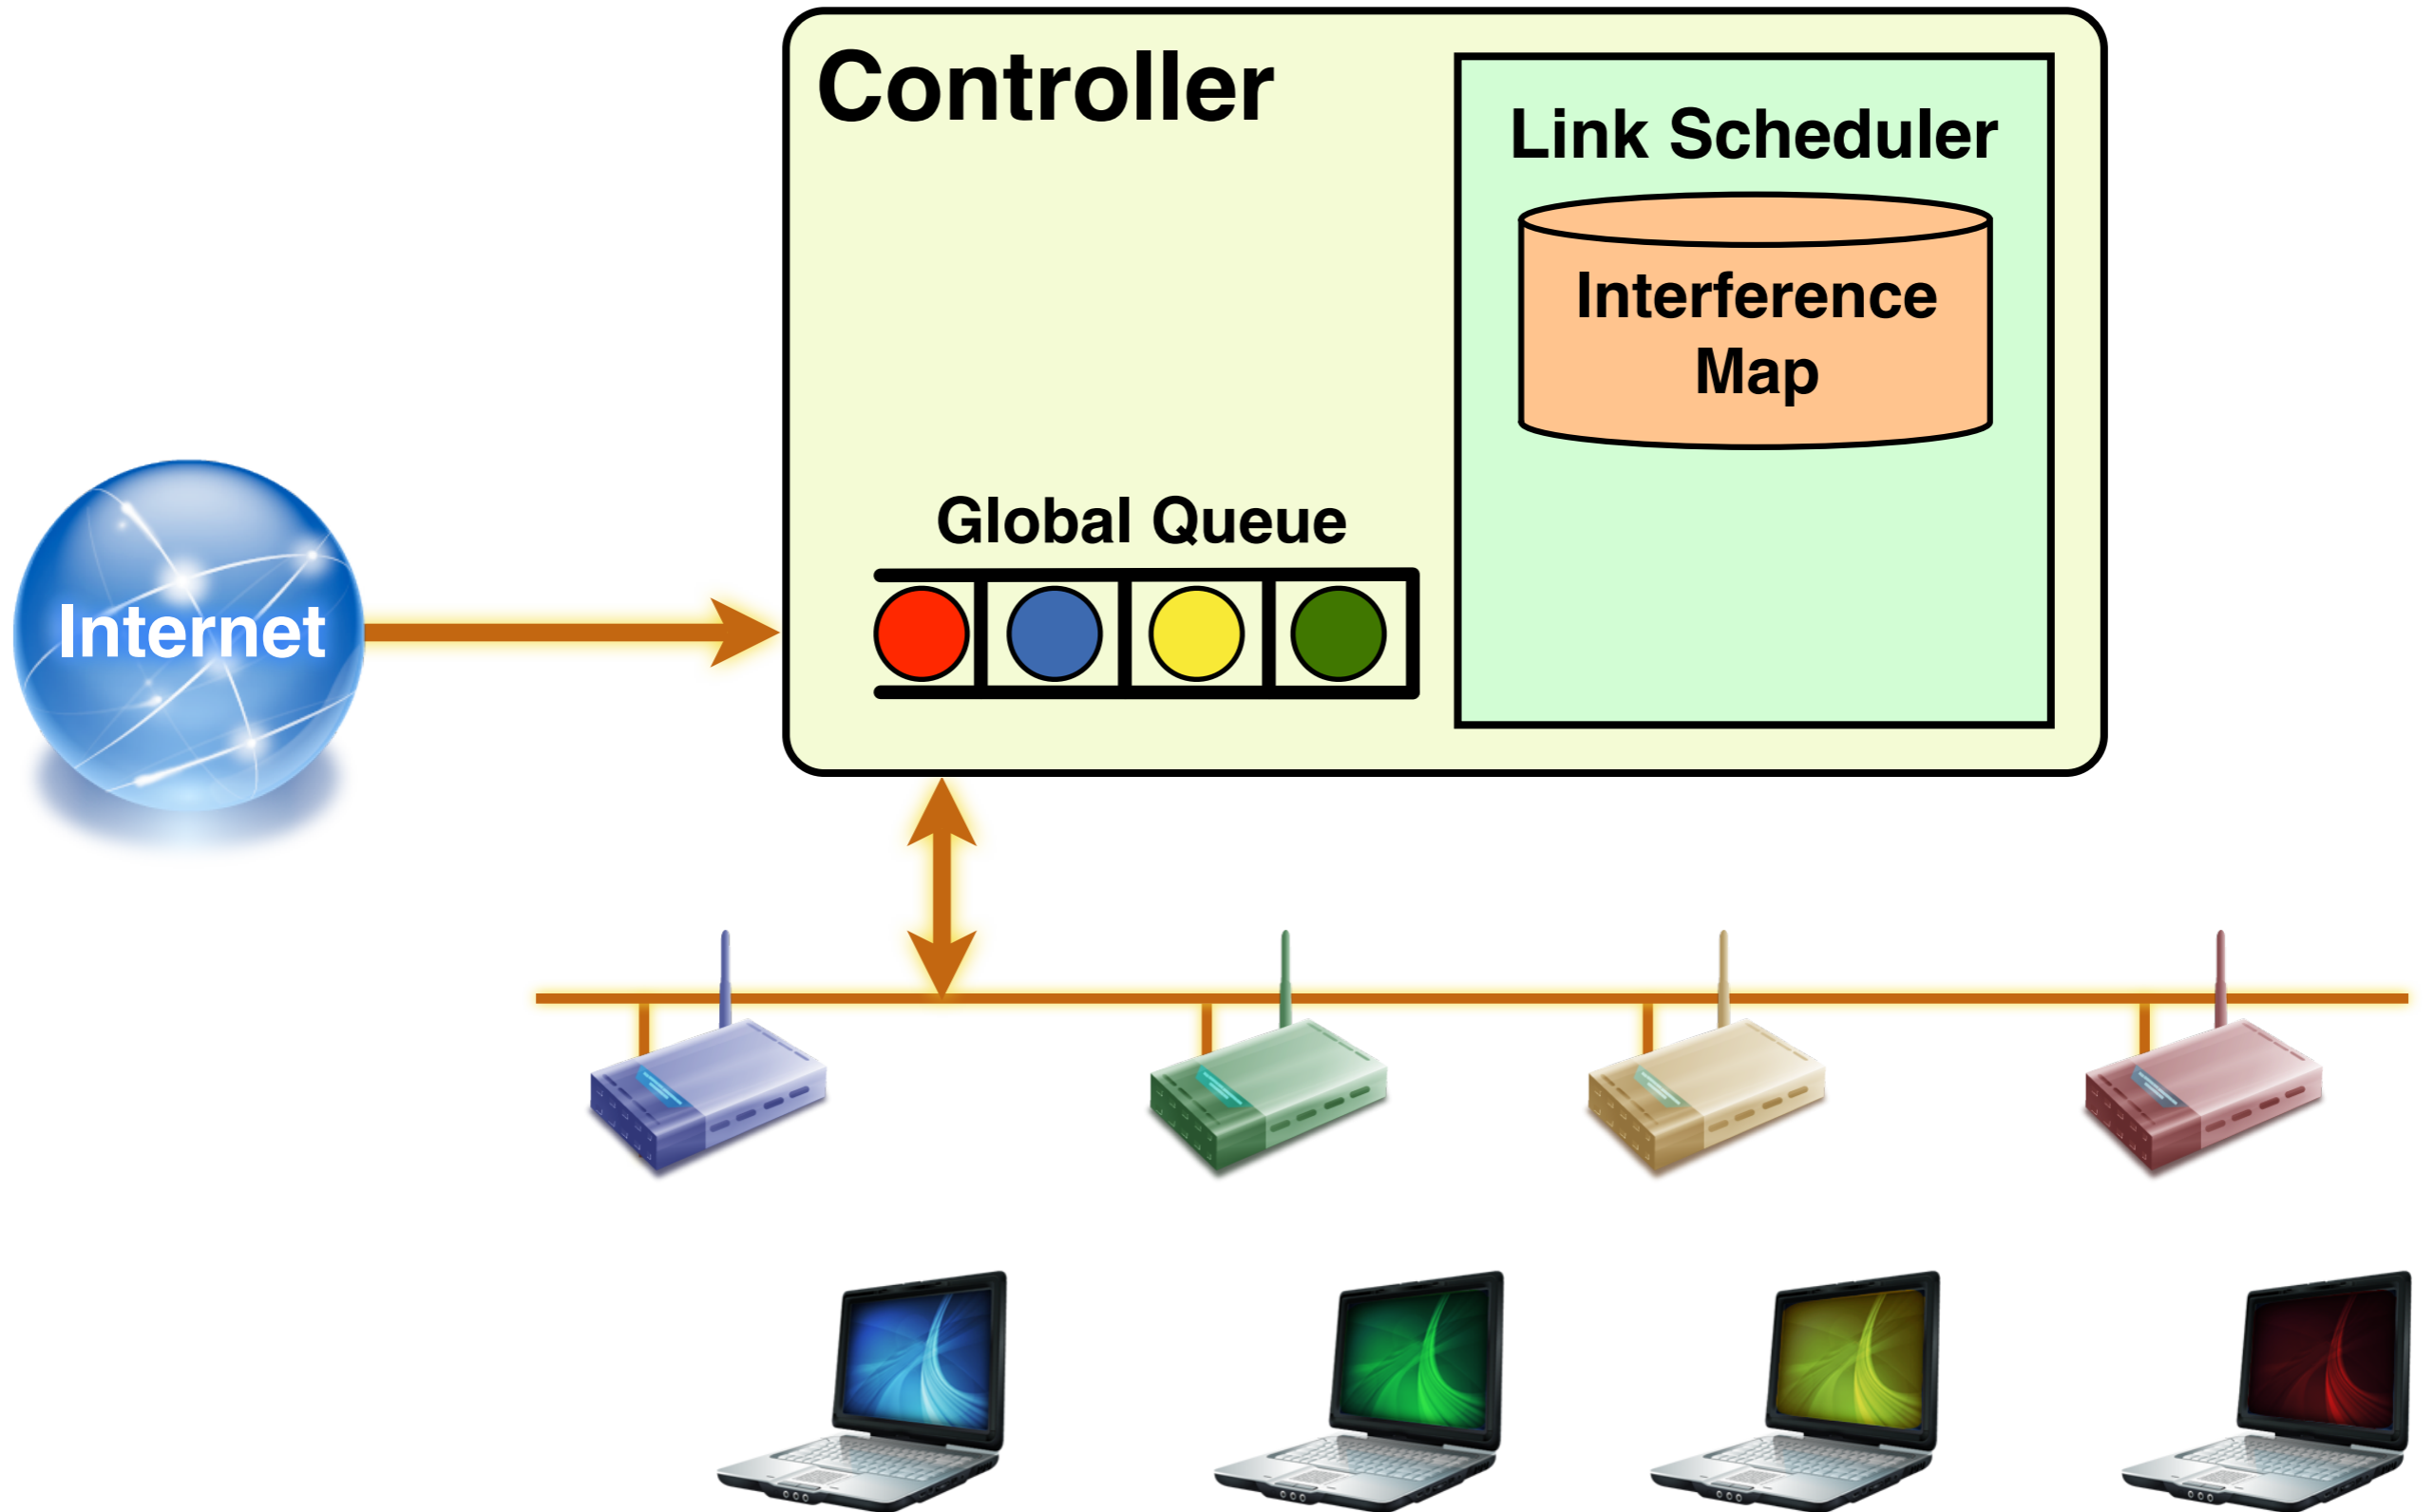 Controller
Link Scheduler
Interference
Map
Global Queue
Internet